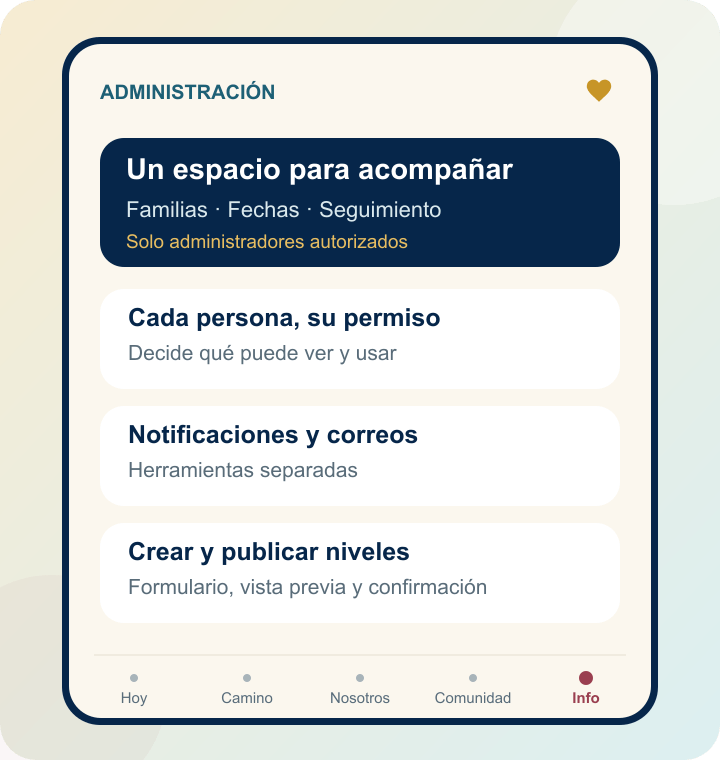 ADMINISTRACIÓN
Un espacio para acompañar
Familias · Fechas · Seguimiento
Solo administradores autorizados
Cada persona, su permiso
Decide qué puede ver y usar
Notificaciones y correos
Herramientas separadas
Crear y publicar niveles
Formulario, vista previa y confirmación
Hoy Camino Nosotros Comunidad Info